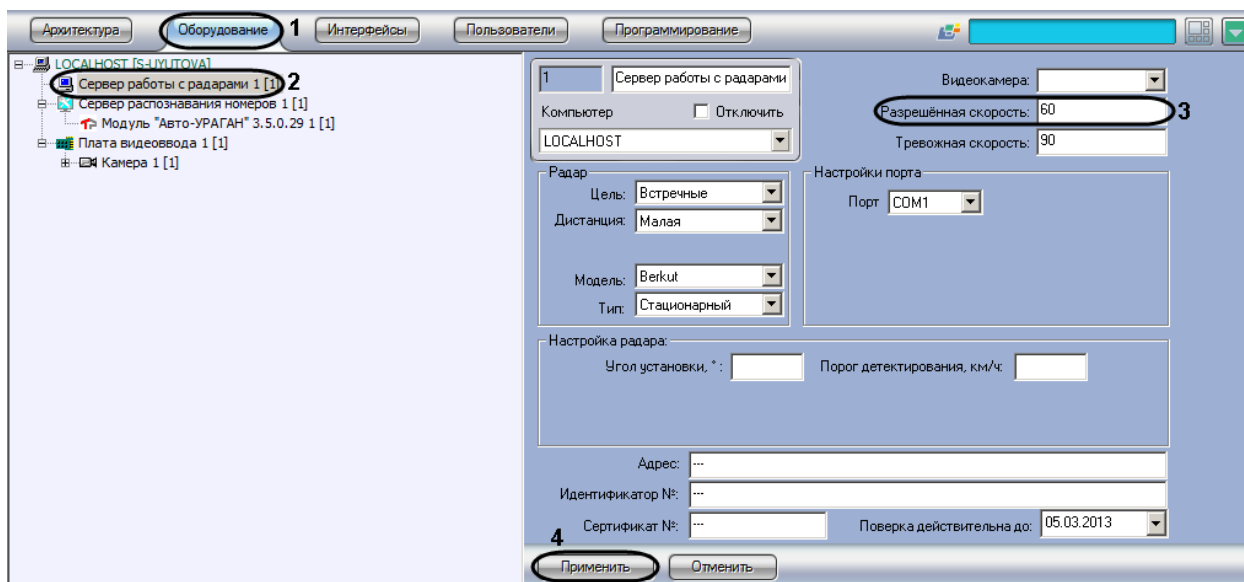 Архитектура Оборудование 1 Интерфейсы Пользователи Программирование
LOCALHOST [S-UYUTOVA]
Сервер работы с радарами 1 [1] 2
Сервер распознавания номеров 1 [1]
Модуль "Авто-УРАГАН" 3.5.0.29 1 [1]
Плата видеоввода 1 [1]
Камера 1 [1]
1 Сервер работы с радарами
Компьютер Отключить
LOCALHOST
Видеокамера:
Разрешённая скорость: 60 3
Тревожная скорость: 90
Радар
Цель: Встречные
Дистанция: Малая
Модель: Berkut
Тип: Стационарный
Настройки порта
Порт COM1
Настройка радара:
Угол установки, ° : Порог детектирования, км/ч:
Адрес: ---
Идентификатор №: ---
Сертификат №: --- Поверка действительна до: 05.03.2013
4
Применить Отменить